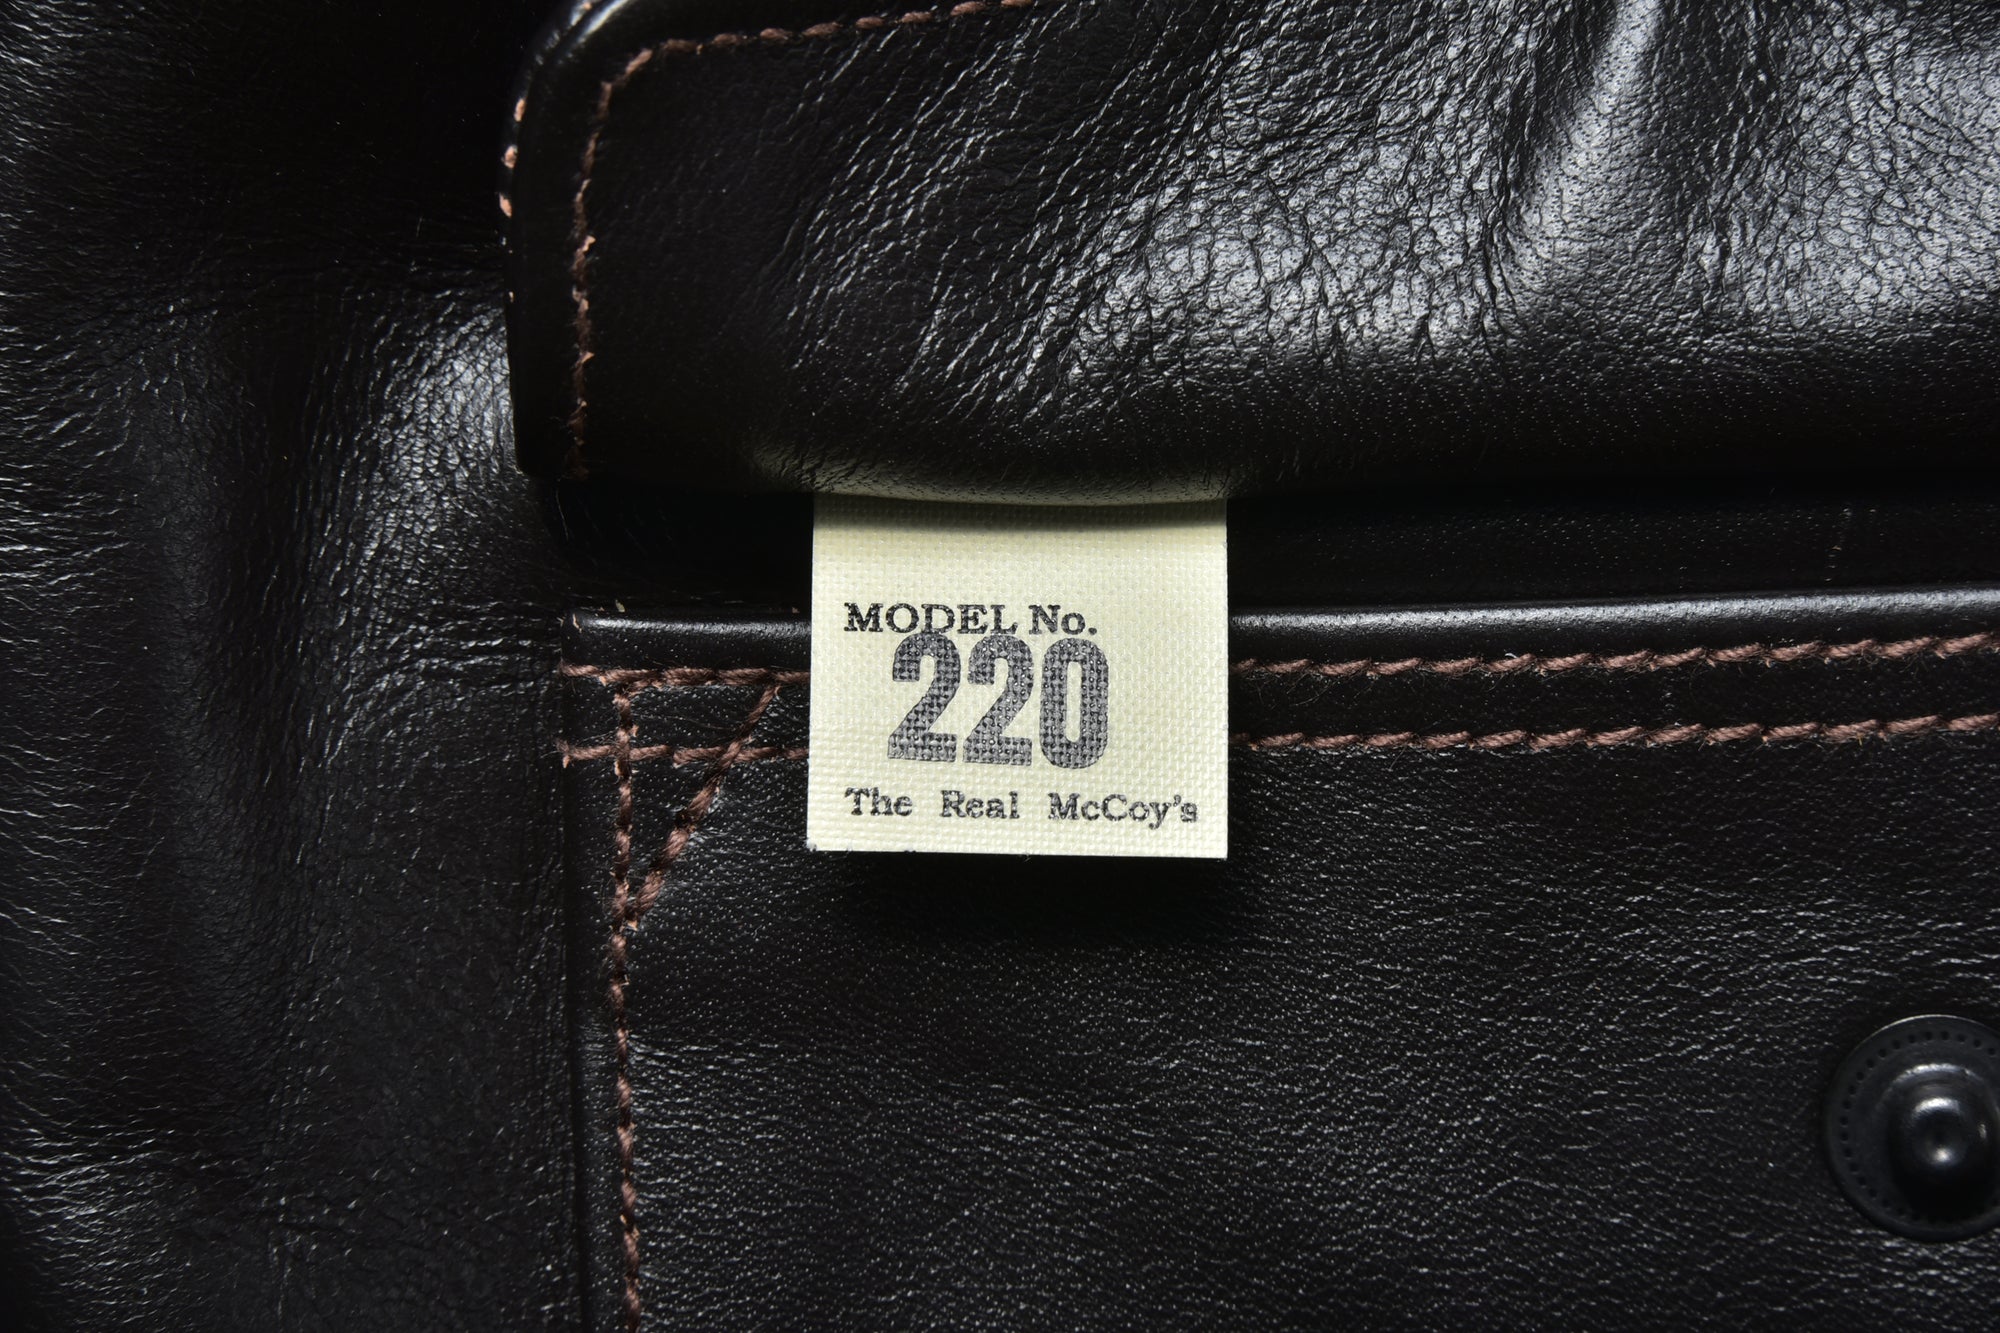 MODEL No.
220
The Real McCoy's